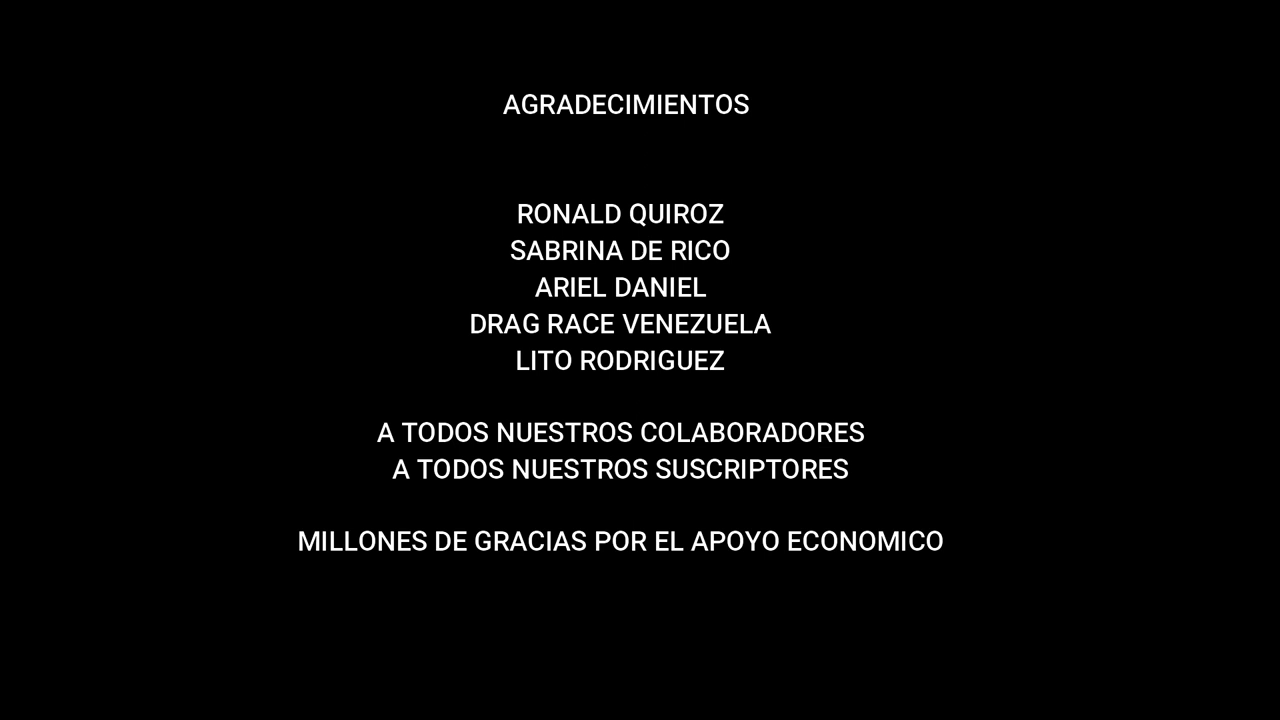 AGRADECIMIENTOS
RONALD QUIROZ
SABRINA DE RICO
ARIEL DANIEL
DRAG RACE VENEZUELA
LITO RODRIGUEZ
A TODOS NUESTROS COLABORADORES
A TODOS NUESTROS SUSCRIPTORES
MILLONES DE GRACIAS POR EL APOYO ECONOMICO